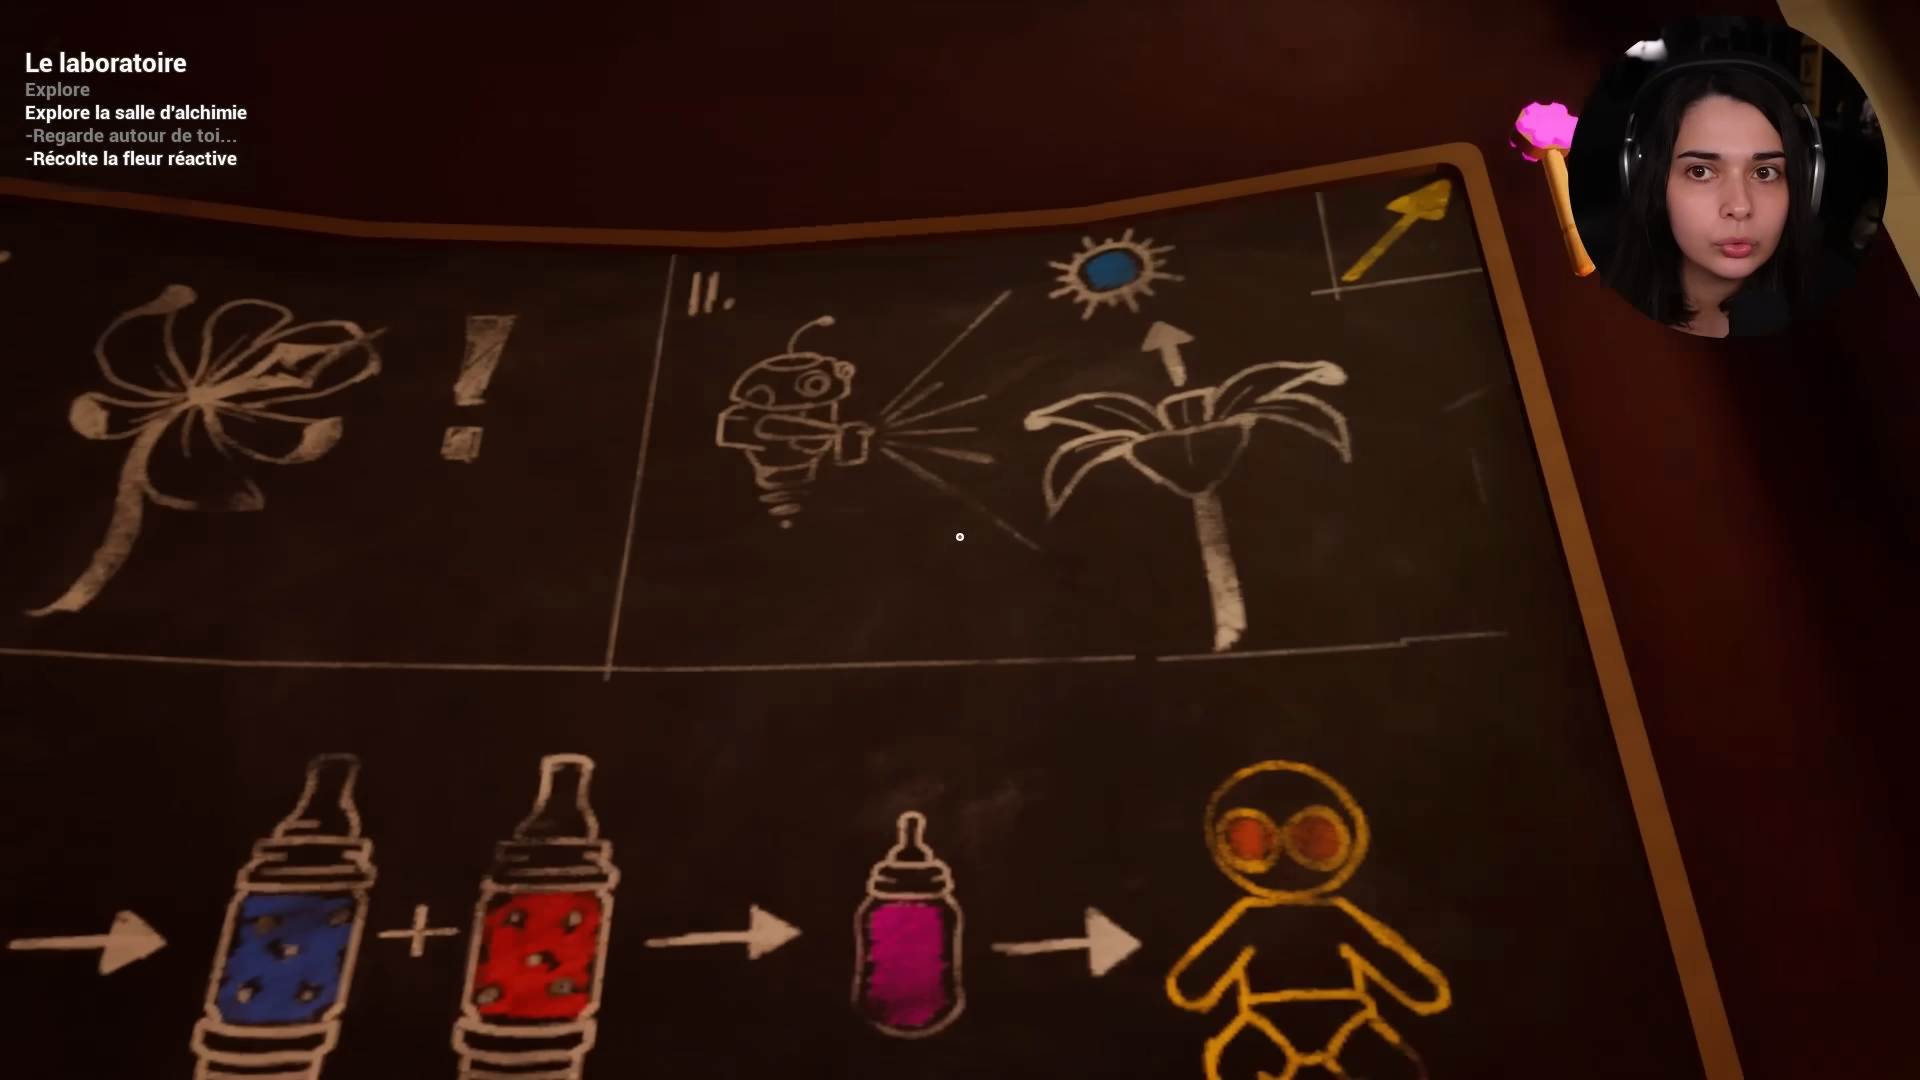 Le laboratoire
Explore
Explore la salle d'alchimie
-Regarde autour de toi...
-Récolte la fleur réactive
!
II.
+